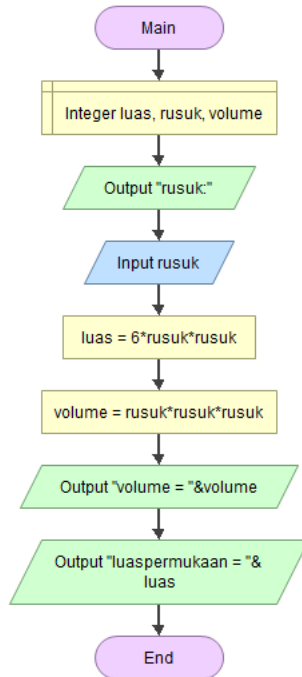 Main
Integer luas, rusuk, volume
Output "rusuk:"
Input rusuk
luas = 6*rusuk*rusuk
volume = rusuk*rusuk*rusuk
Output "volume = "&volume
Output "luaspermukaan = "&
luas
End